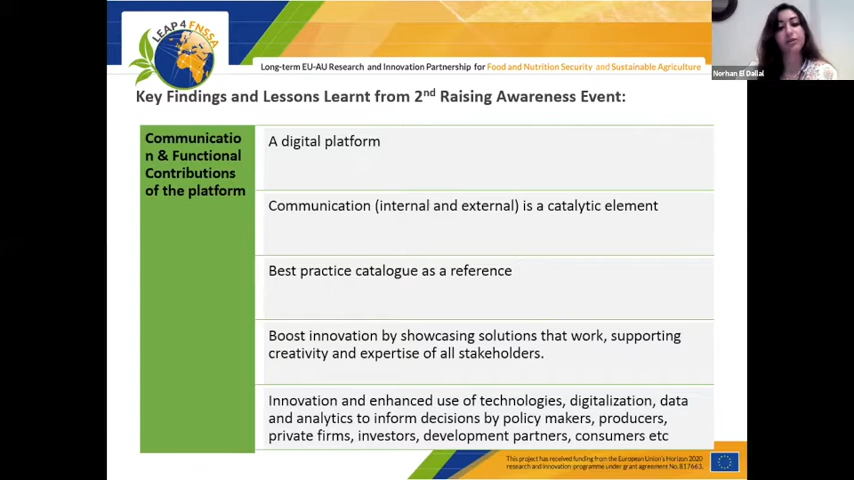 LEAP 4 FNSSA
Long-term EU-AU Research and Innovation Partnership for Food and Nutrition Security and Sustainable Agriculture
Norhan El Dallal
Key Findings and Lessons Learnt from 2nd Raising Awareness Event:
Communicatio
n & Functional
Contributions
of the platform
A digital platform
Communication (internal and external) is a catalytic element
Best practice catalogue as a reference
Boost innovation by showcasing solutions that work, supporting
creativity and expertise of all stakeholders.
Innovation and enhanced use of technologies, digitalization, data
and analytics to inform decisions by policy makers, producers,
private firms, investors, development partners, consumers etc
This project has received funding from the European Union's Horizon 2020
research and innovation programme under grant agreement No. 817663.